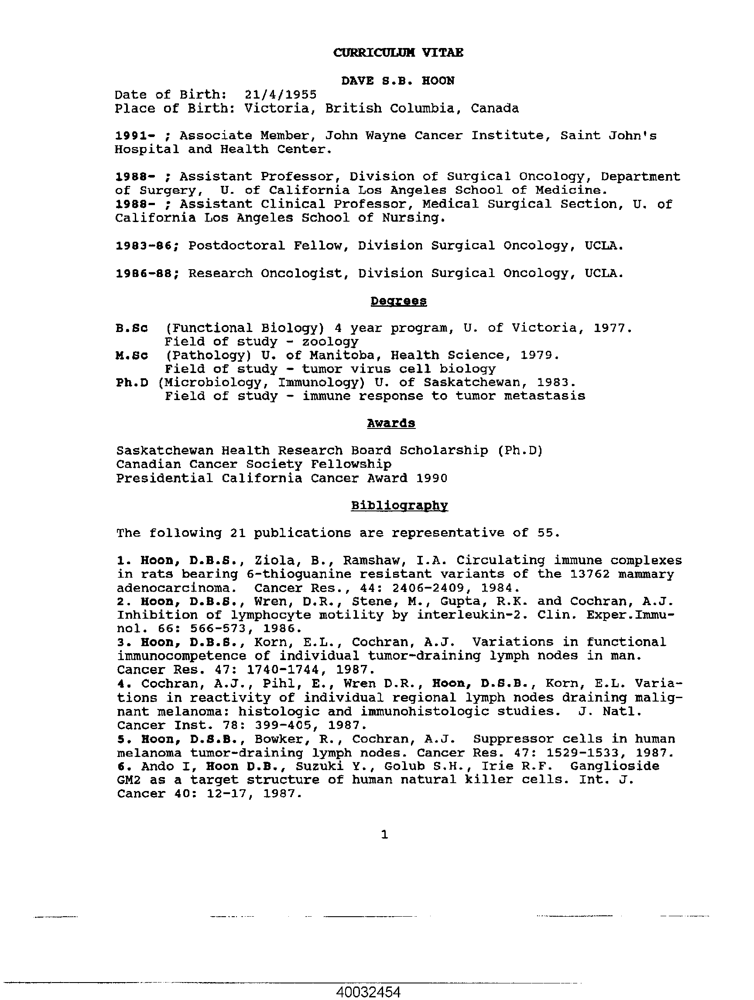 CURRICULUM VITAE
DAVE S.B. HOON
Date of Birth: 21/4/1955
Place of Birth: Victoria, British Columbia, Canada
1991- ; Associate Member, John Wayne Cancer Institute, Saint John's
Hospital and Health Center.
1988- ; Assistant Professor, Division of Surgical Oncology, Department
of Surgery, U. of California Los Angeles School of Medicine.
1988- ; Assistant Clinical Professor, Medical Surgical Section, U. of
California Los Angeles School of Nursing.
1983-86; Postdoctoral Fellow, Division Surgical Oncology, UCLA.
1986-88; Research Oncologist, Division Surgical Oncology, UCLA.
Degrees
B.Sc (Functional Biology) 4 year program, U. of Victoria, 1977.
Field of study - zoology
M.Sc (Pathology) U. of Manitoba, Health Science, 1979.
Field of study - tumor virus cell biology
Ph.D (Microbiology, Immunology) U. of Saskatchewan, 1983.
Field of study - immune response to tumor metastasis
Awards
Saskatchewan Health Research Board Scholarship (Ph.D)
Canadian Cancer Society Fellowship
Presidential California Cancer Award 1990
Bibliography
The following 21 publications are representative of 55.
1. Hoon, D.B.S., Ziola, B., Ramshaw, I.A. Circulating immune complexes
in rats bearing 6-thioguanine resistant variants of the 13762 mammary
adenocarcinoma. Cancer Res., 44: 2406-2409, 1984.
2. Hoon, D.B.S., Wren, D.R., Stene, M., Gupta, R.K. and Cochran, A.J.
Inhibition of lymphocyte motility by interleukin-2. Clin. Exper.Immu-
nol. 66: 566-573, 1986.
3. Hoon, D.B.S., Korn, E.L., Cochran, A.J. Variations in functional
immunocompetence of individual tumor-draining lymph nodes in man.
Cancer Res. 47: 1740-1744, 1987.
4. Cochran, A.J., Pihl, E., Wren D.R., Hoon, D.S.B., Korn, E.L. Varia-
tions in reactivity of individual regional lymph nodes draining malig-
nant melanoma: histologic and immunohistologic studies. J. Natl.
Cancer Inst. 78: 399-405, 1987.
5. Hoon, D.S.B., Bowker, R., Cochran, A.J. Suppressor cells in human
melanoma tumor-draining lymph nodes. Cancer Res. 47: 1529-1533, 1987.
6. Ando I, Hoon D.B., Suzuki Y., Golub S.H., Irie R.F. Ganglioside
GM2 as a target structure of human natural killer cells. Int. J.
Cancer 40: 12-17, 1987.
1
40032454